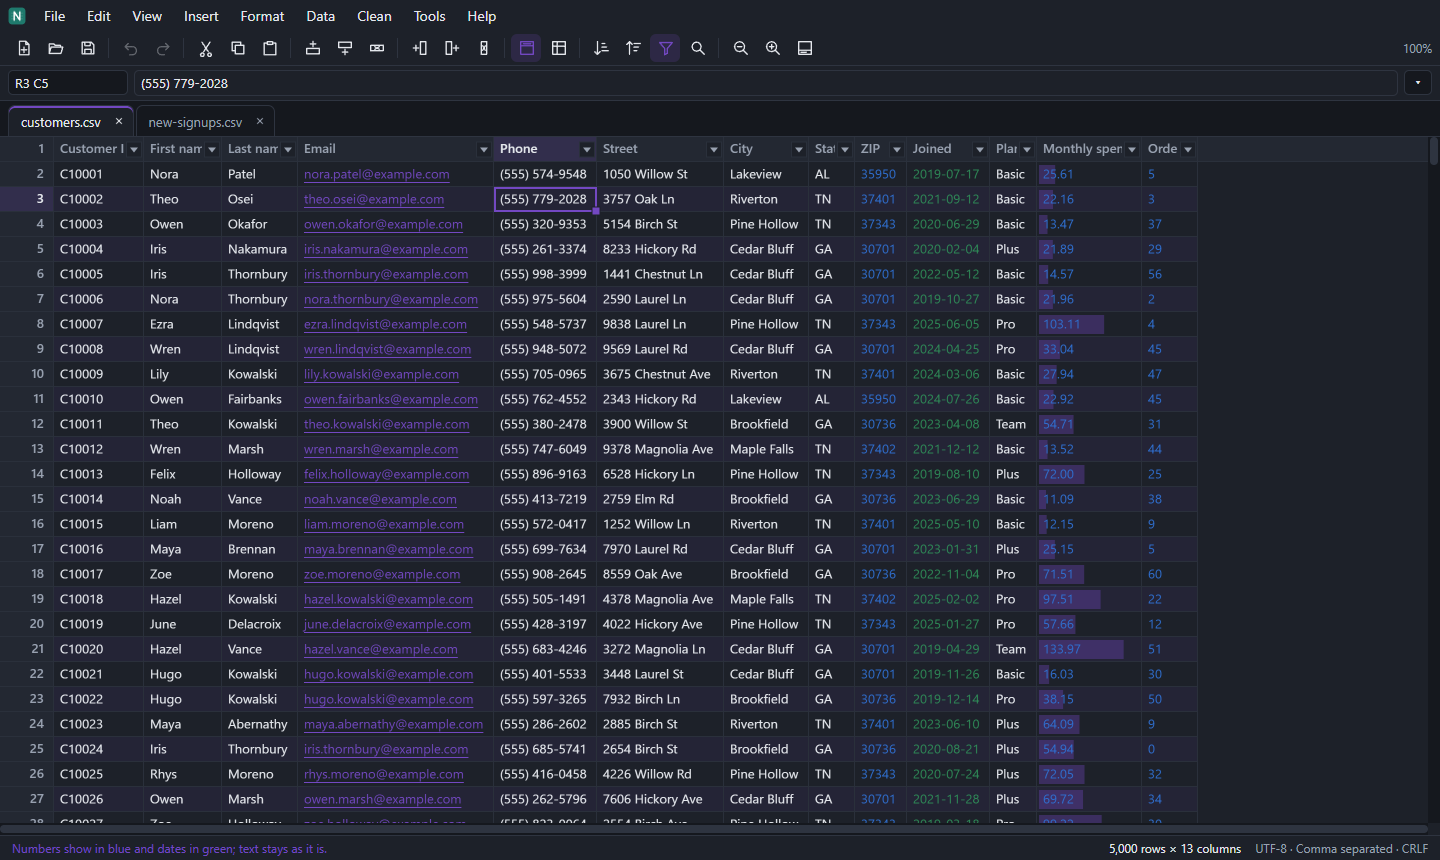 N File Edit View Insert Format Data Clean Tools Help
100%
R3 C5 (555) 779-2028
customers.csv × new-signups.csv ×
1 Customer I First nam Last nam Email Phone Street City Stat ZIP Joined Plan Monthly spen Orde
2 C10001 Nora Patel nora.patel@example.com (555) 574-9548 1050 Willow St Lakeview AL 35950 2019-07-17 Basic 25.61 5
3 C10002 Theo Osei theo.osei@example.com (555) 779-2028 3757 Oak Ln Riverton TN 37401 2021-09-12 Basic 22.16 3
4 C10003 Owen Okafor owen.okafor@example.com (555) 320-9353 5154 Birch St Pine Hollow TN 37343 2020-06-29 Basic 13.47 37
5 C10004 Iris Nakamura iris.nakamura@example.com (555) 261-3374 8233 Hickory Rd Cedar Bluff GA 30701 2020-02-04 Plus 21.89 29
6 C10005 Iris Thornbury iris.thornbury@example.com (555) 998-3999 1441 Chestnut Ln Cedar Bluff GA 30701 2022-05-12 Basic 14.57 56
7 C10006 Nora Thornbury nora.thornbury@example.com (555) 975-5604 2590 Laurel Ln Cedar Bluff GA 30701 2019-10-27 Basic 21.96 2
8 C10007 Ezra Lindqvist ezra.lindqvist@example.com (555) 548-5737 9838 Laurel Ln Pine Hollow TN 37343 2025-06-05 Pro 103.11 4
9 C10008 Wren Lindqvist wren.lindqvist@example.com (555) 948-5072 9569 Laurel Rd Cedar Bluff GA 30701 2024-04-25 Pro 33.04 45
10 C10009 Lily Kowalski lily.kowalski@example.com (555) 705-0965 3675 Chestnut Ave Riverton TN 37401 2024-03-06 Basic 27.94 47
11 C10010 Owen Fairbanks owen.fairbanks@example.com (555) 762-4552 2343 Hickory Rd Lakeview AL 35950 2024-07-26 Basic 22.92 45
12 C10011 Theo Kowalski theo.kowalski@example.com (555) 380-2478 3900 Willow St Brookfield GA 30736 2023-04-08 Team 54.71 31
13 C10012 Wren Marsh wren.marsh@example.com (555) 747-6049 9378 Magnolia Ave Maple Falls TN 37402 2021-12-12 Basic 13.52 44
14 C10013 Felix Holloway felix.holloway@example.com (555) 896-9163 6528 Hickory Ln Pine Hollow TN 37343 2019-08-10 Plus 72.00 25
15 C10014 Noah Vance noah.vance@example.com (555) 413-7219 2759 Elm Rd Brookfield GA 30736 2023-06-29 Basic 11.09 38
16 C10015 Liam Moreno liam.moreno@example.com (555) 572-0417 1252 Willow Ln Riverton TN 37401 2025-05-10 Basic 12.15 9
17 C10016 Maya Brennan maya.brennan@example.com (555) 699-7634 7970 Laurel Rd Cedar Bluff GA 30701 2023-01-31 Plus 25.15 5
18 C10017 Zoe Moreno zoe.moreno@example.com (555) 908-2645 8559 Oak Ave Brookfield GA 30736 2022-11-04 Pro 71.51 60
19 C10018 Hazel Kowalski hazel.kowalski@example.com (555) 505-1491 4378 Magnolia Ave Maple Falls TN 37402 2025-02-02 Pro 97.51 22
20 C10019 June Delacroix june.delacroix@example.com (555) 428-3197 4022 Hickory Ave Pine Hollow TN 37343 2025-01-27 Pro 57.66 12
21 C10020 Hazel Vance hazel.vance@example.com (555) 683-4246 3272 Magnolia Ln Cedar Bluff GA 30701 2019-04-29 Team 133.97 51
22 C10021 Hugo Kowalski hugo.kowalski@example.com (555) 401-5533 3448 Laurel St Cedar Bluff GA 30701 2019-11-26 Basic 16.03 30
23 C10022 Hugo Kowalski hugo.kowalski@example.com (555) 597-3265 7932 Birch Ln Brookfield GA 30736 2019-12-14 Pro 38.15 50
24 C10023 Maya Abernathy maya.abernathy@example.com (555) 286-2602 2885 Birch St Riverton TN 37401 2023-06-10 Plus 64.09 9
25 C10024 Iris Thornbury iris.thornbury@example.com (555) 685-5741 2654 Birch St Brookfield GA 30736 2020-08-21 Plus 54.94 0
26 C10025 Rhys Moreno rhys.moreno@example.com (555) 416-0458 4226 Willow Rd Pine Hollow TN 37343 2020-07-24 Plus 72.05 32
27 C10026 Owen Marsh owen.marsh@example.com (555) 262-5796 7606 Hickory Ave Cedar Bluff GA 30701 2021-11-28 Plus 69.72 34
Numbers show in blue and dates in green; text stays as it is.
5,000 rows × 13 columns UTF-8 · Comma separated · CRLF